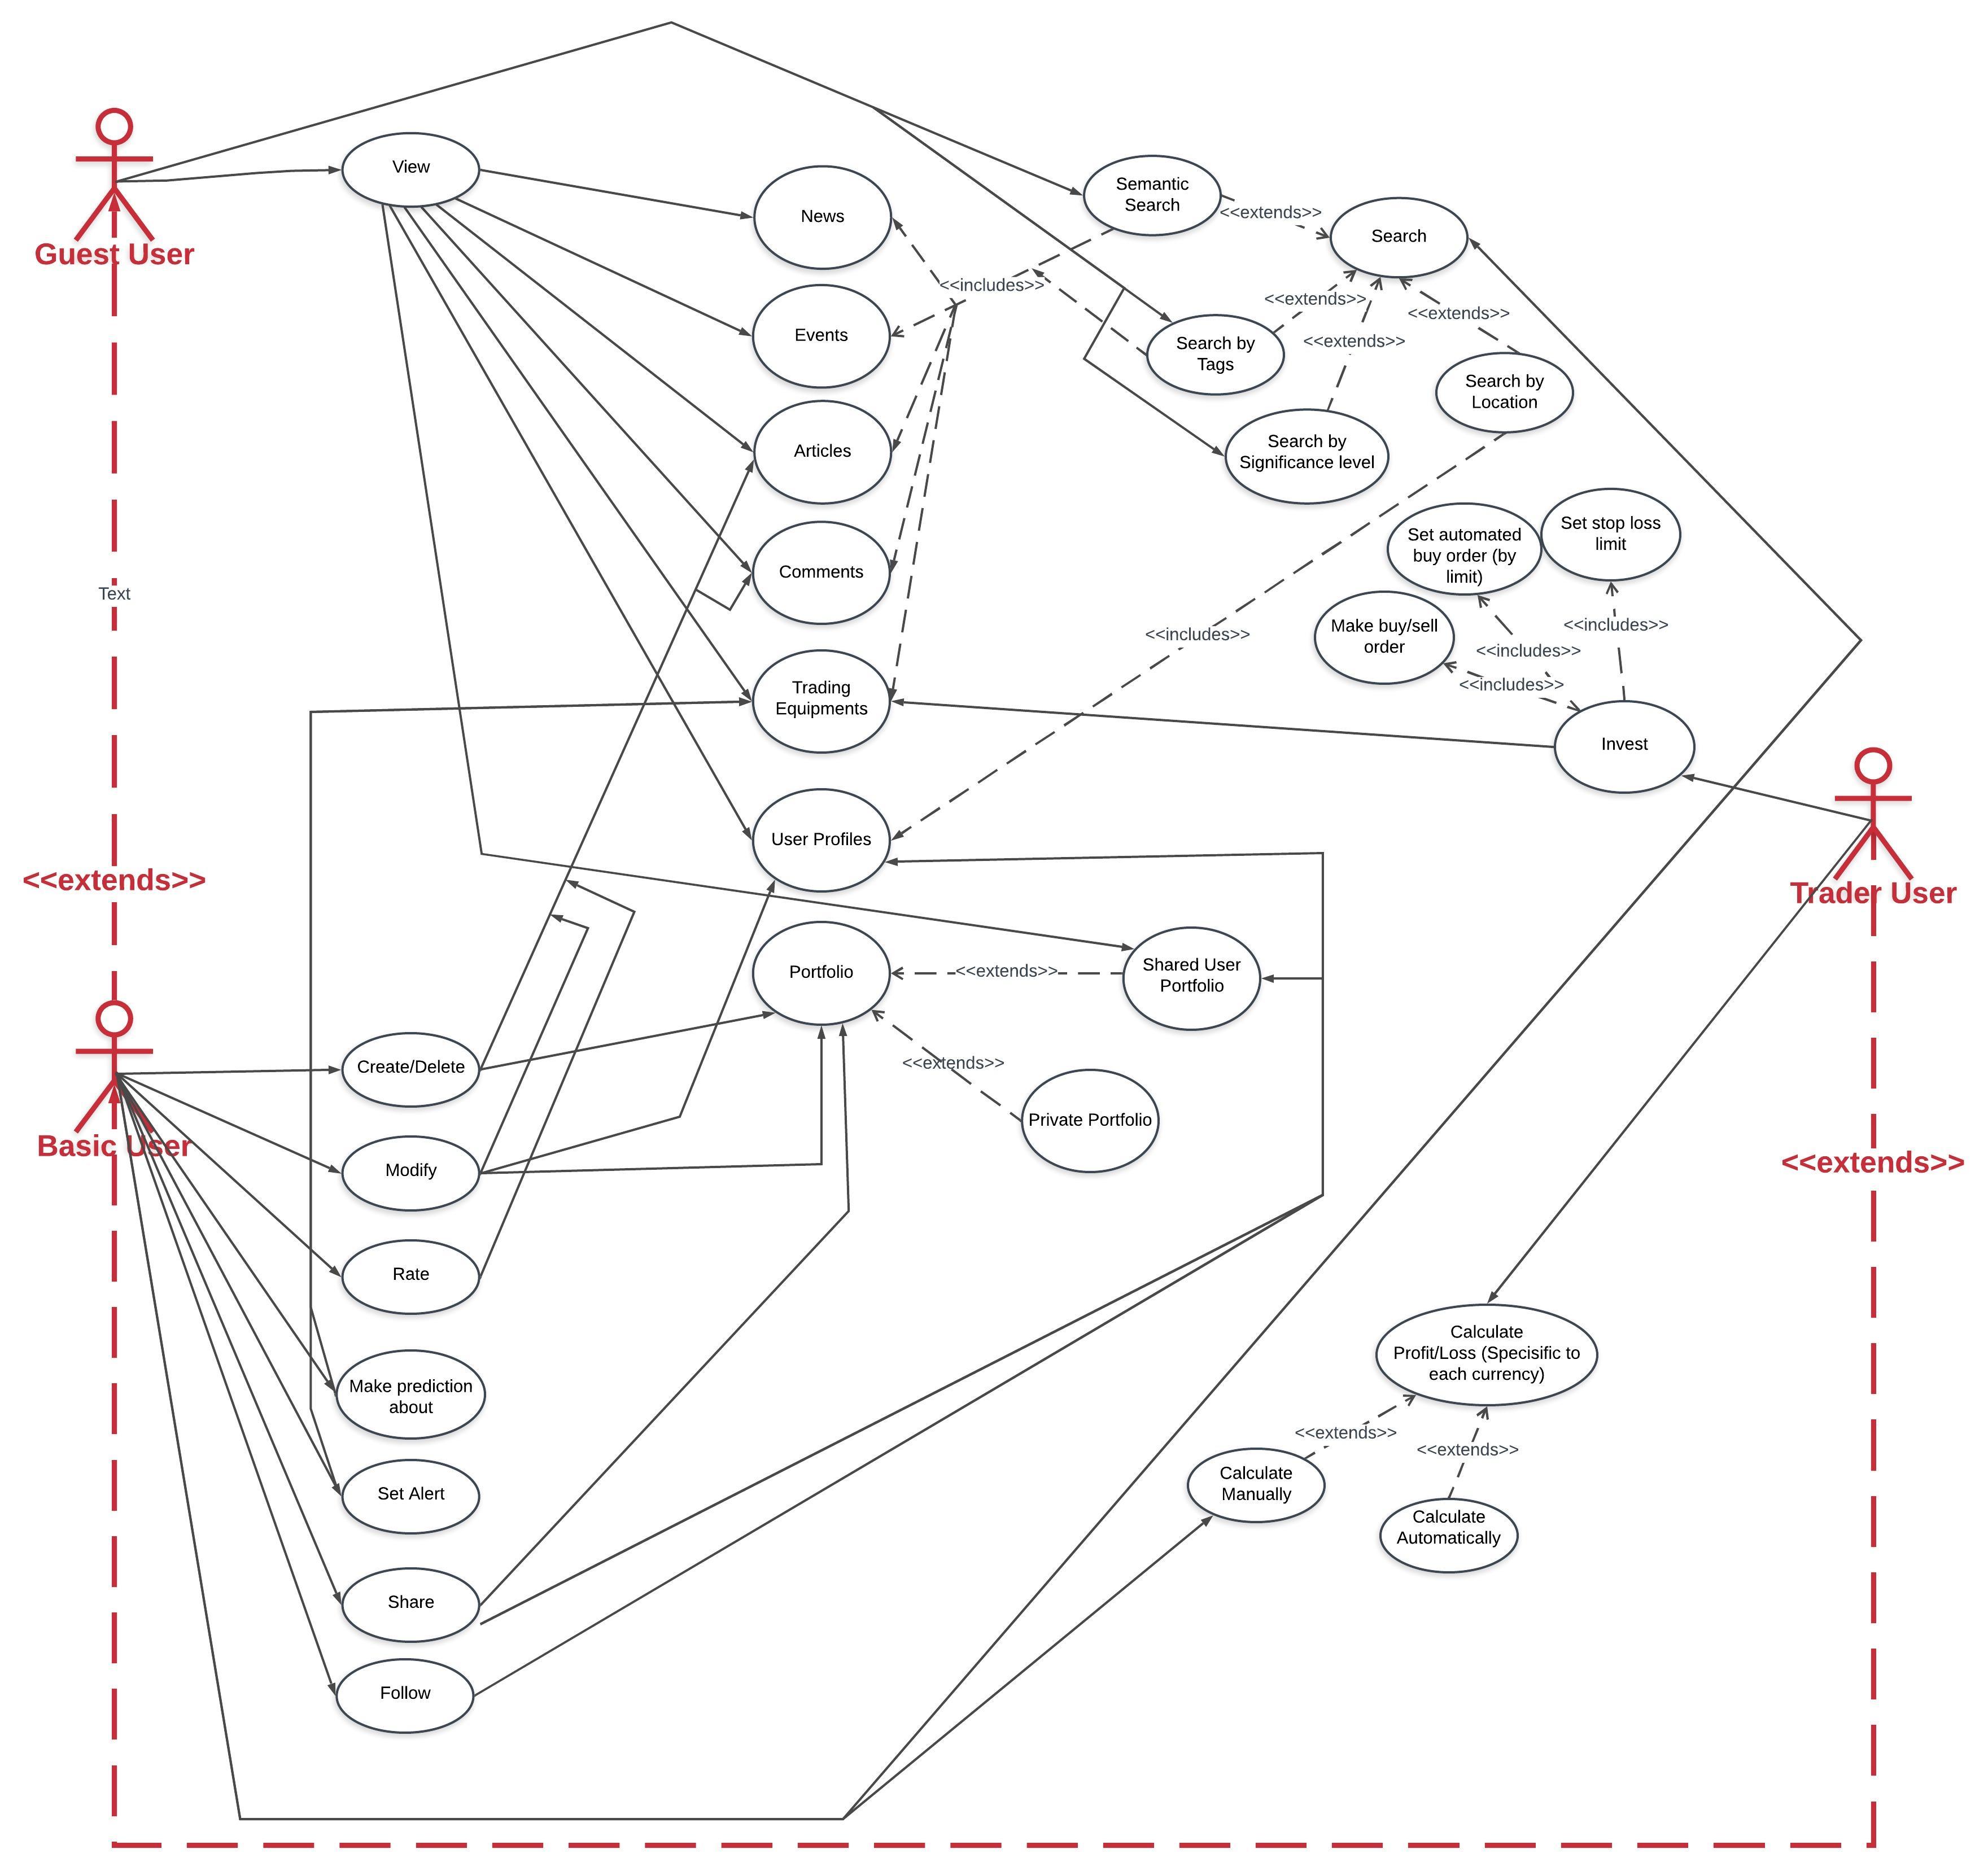 View
Guest User
News
Semantic
Search
<<extends>>
Search
<<includes>>
<<extends>>
<<extends>>
<<extends>>
Events
Search by
Tags
Search by
Location
Articles
Search by
Significance level
Set automated
buy order (by
limit)
Set stop loss
limit
Comments
Text
<<includes>>
Make buy/sell
order
<<includes>>
<<includes>>
<<includes>>
Trading
Equipments
Invest
User Profiles
<<extends>>
Trader User
Portfolio
<<extends>>
Shared User
Portfolio
Create/Delete
<<extends>>
Private Portfolio
Basic User
Modify
<<extends>>
Rate
Calculate
Profit/Loss (Specisific to
each currency)
Make prediction
about
<<extends>>
<<extends>>
Set Alert
Calculate
Manually
Calculate
Automatically
Share
Follow